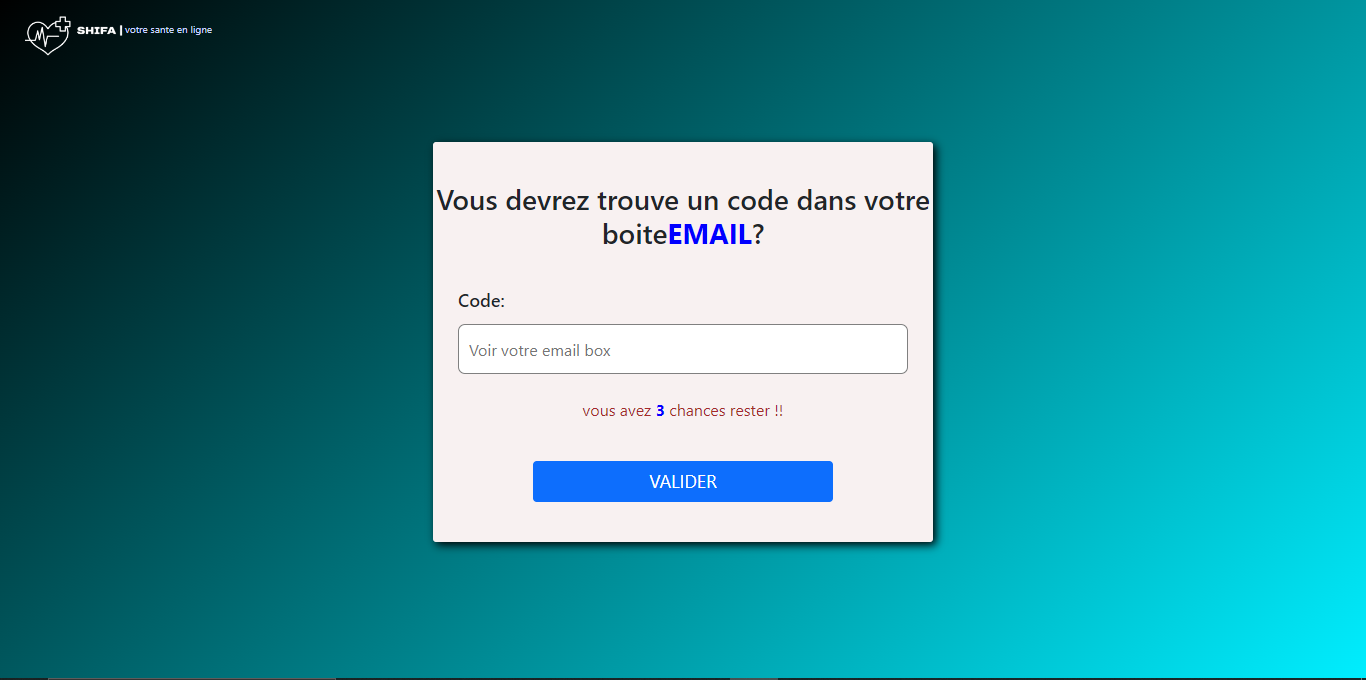 SHIFA | votre sante en ligne
Vous devrez trouve un code dans votre
boiteEMAIL?
Code:
Voir votre email box
vous avez 3 chances rester !!
VALIDER